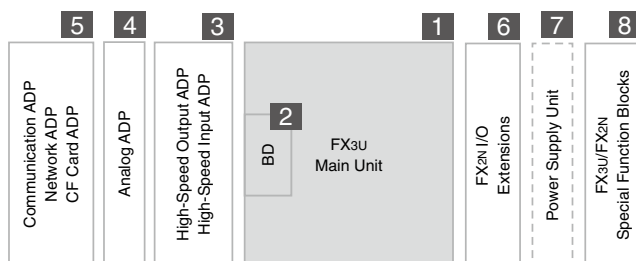 5
Communication ADP
Network ADP
CF Card ADP
4
Analog ADP
3
High-Speed Output ADP
High-Speed Input ADP
1
2
BD
FX3U
Main Unit
6
FX2N I/O
Extensions
7
Power Supply Unit
8
FX3U/FX2N
Special Function Blocks